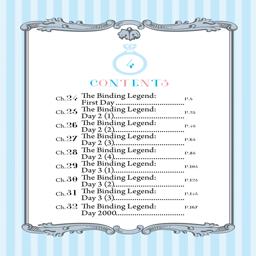 4
CONTENTS
Ch.24 The Binding Legend:
First Day
Ch.25 The Binding Legend:
Day 2 (1)
Ch.26 The Binding Legend:
Day 2 (2)
Ch.27 The Binding Legend:
Day 2 (3)
Ch.28 The Binding Legend:
Day 2 (4)
Ch.29 The Binding Legend:
Day 3 (1)
Ch.30 The Binding Legend:
Day 3 (2)
Ch.31 The Binding Legend:
Day 3 (3)
Ch.32 The Binding Legend:
Day 2000